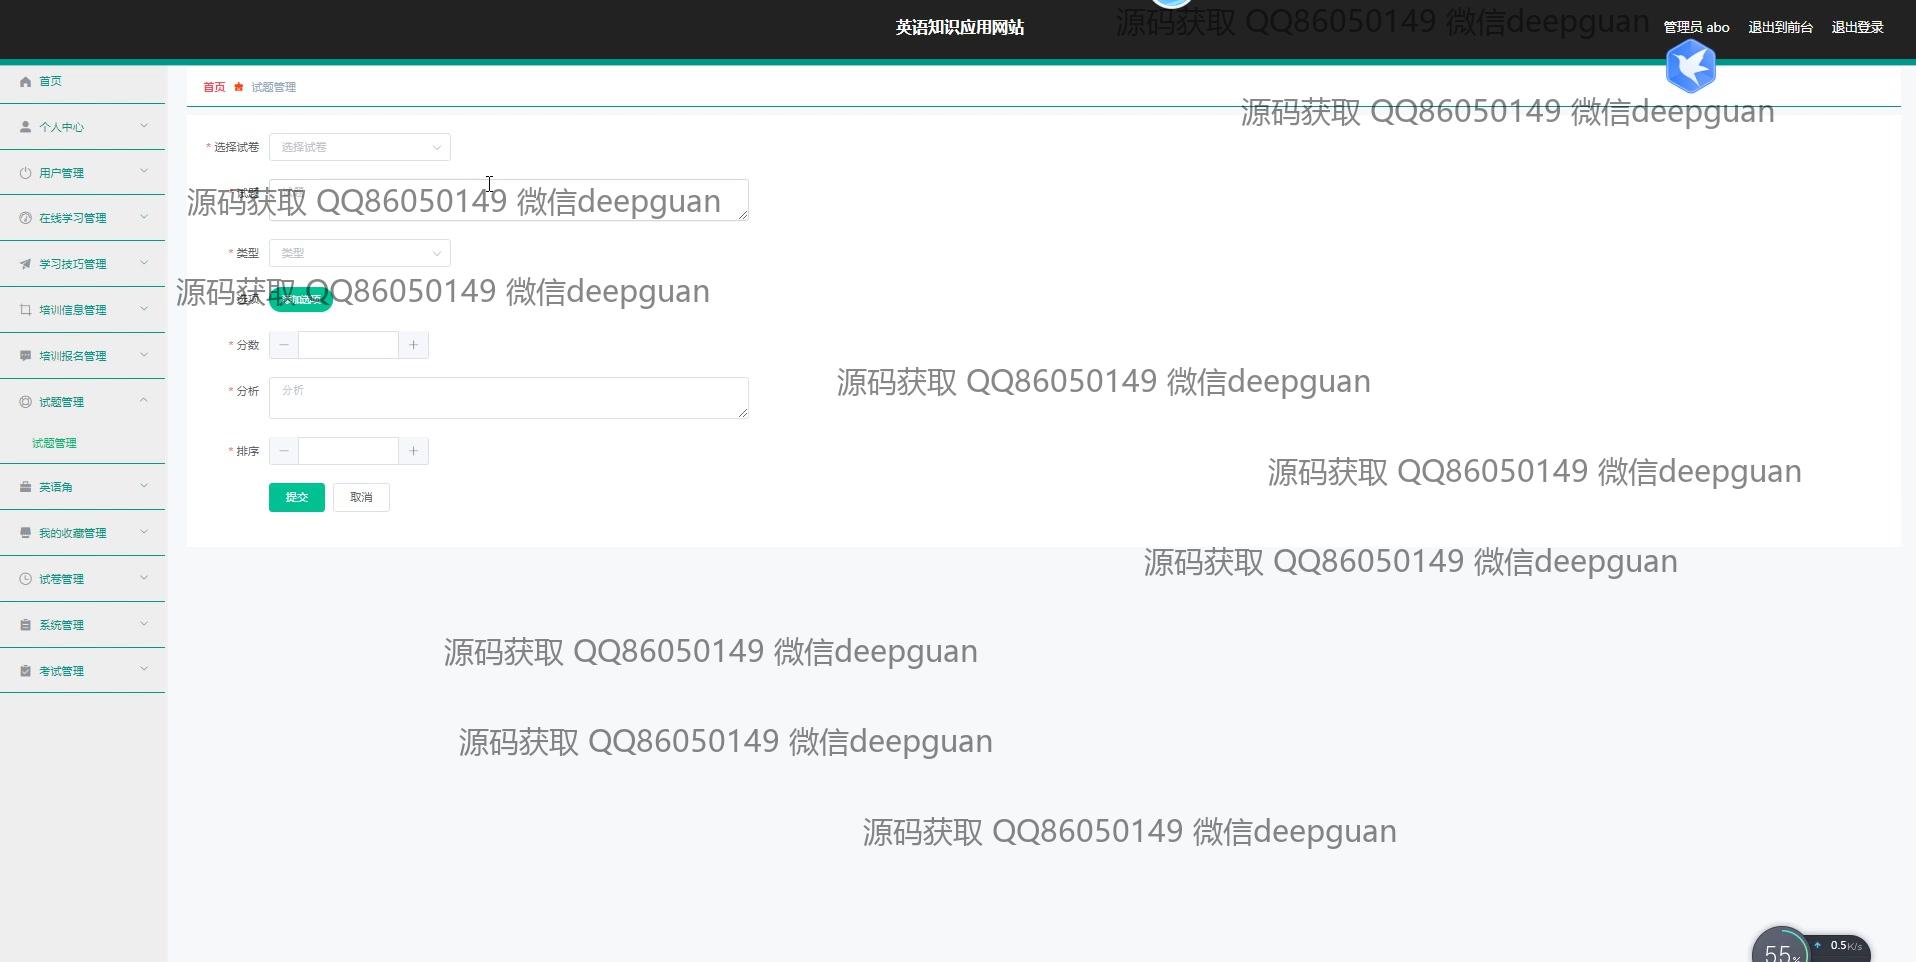 英语知识应用网站
源码获取 QQ86050149 微信deepguan
管理员 abo 退出到前台 退出登录
首页
个人中心
用户管理
在线学习管理
学习技巧管理
培训信息管理
培训报名管理
试题管理
试题管理
英语角
我的收藏管理
试卷管理
系统管理
考试管理
首页 试题管理
源码获取 QQ86050149 微信deepguan
* 选择试卷 选择试卷
* 试题
源码获取 QQ86050149 微信deepguan
* 类型 类型
选项 添加选项
源码获取 QQ86050149 微信deepguan
* 分数 − +
源码获取 QQ86050149 微信deepguan
* 分析 分析
* 排序 − +
源码获取 QQ86050149 微信deepguan
提交 取消
源码获取 QQ86050149 微信deepguan
源码获取 QQ86050149 微信deepguan
源码获取 QQ86050149 微信deepguan
源码获取 QQ86050149 微信deepguan
55% 0.5K/s